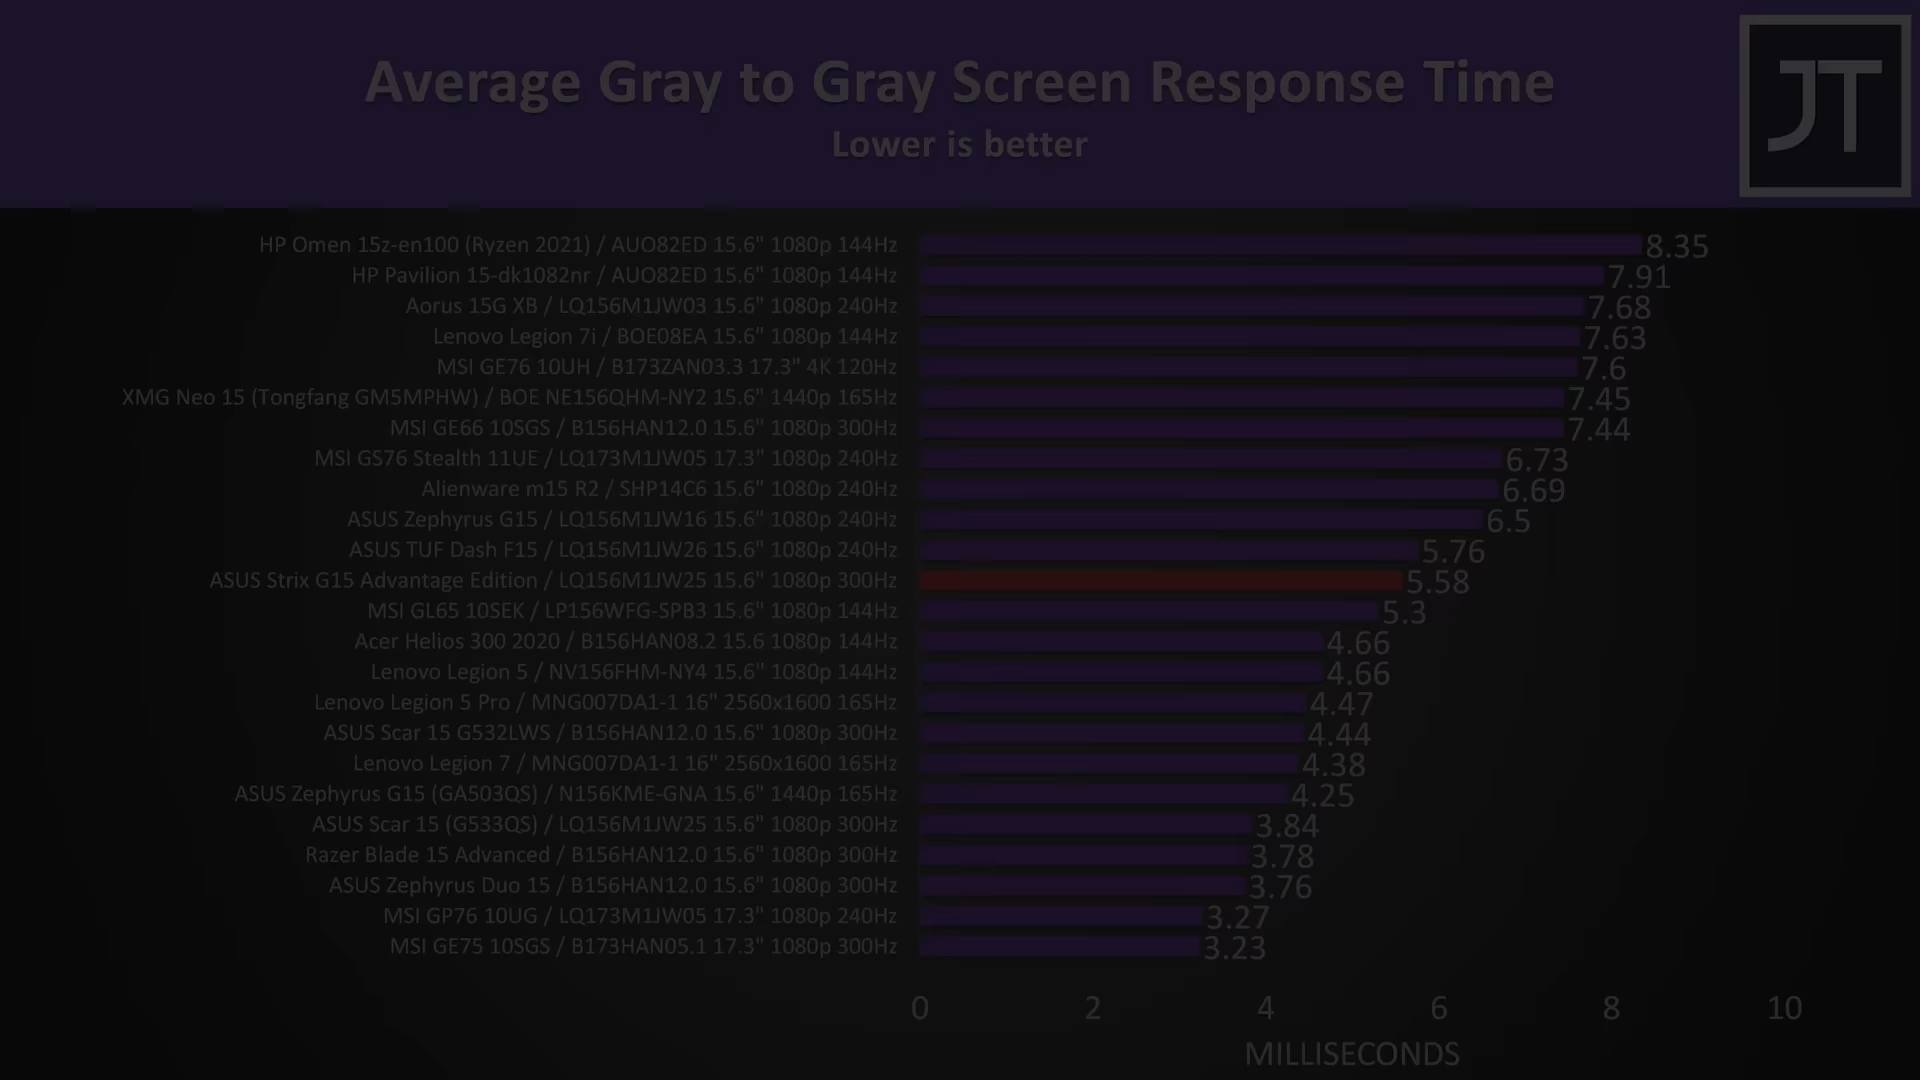 Average Gray to Gray Screen Response Time
JT
Lower is better
HP Omen 15z-en100 (Ryzen 2021) / AUO82ED 15.6" 1080p 144Hz 8.35
HP Pavilion 15-dk1082nr / AUO82ED 15.6" 1080p 144Hz 7.91
Aorus 15G XB / LQ156M1JW03 15.6" 1080p 240Hz 7.68
Lenovo Legion 7i / BOE08EA 15.6" 1080p 144Hz 7.63
MSI GE76 10UH / B173ZAN03.3 17.3" 4K 120Hz 7.6
XMG Neo 15 (Tongfang GM5MPHW) / BOE NE156QHM-NY2 15.6" 1440p 165Hz 7.45
MSI GE66 10SGS / B156HAN12.0 15.6" 1080p 300Hz 7.44
MSI GS76 Stealth 11UE / LQ173M1JW05 17.3" 1080p 240Hz 6.73
Alienware m15 R2 / SHP14C6 15.6" 1080p 240Hz 6.69
ASUS Zephyrus G15 / LQ156M1JW16 15.6" 1080p 240Hz 6.5
ASUS TUF Dash F15 / LQ156M1JW26 15.6" 1080p 240Hz 5.76
ASUS Strix G15 Advantage Edition / LQ156M1JW25 15.6" 1080p 300Hz 5.58
MSI GL65 10SEK / LP156WFG-SPB3 15.6" 1080p 144Hz 5.3
Acer Helios 300 2020 / B156HAN08.2 15.6 1080p 144Hz 4.66
Lenovo Legion 5 / NV156FHM-NY4 15.6" 1080p 144Hz 4.66
Lenovo Legion 5 Pro / MNG007DA1-1 16" 2560x1600 165Hz 4.47
ASUS Scar 15 G532LWS / B156HAN12.0 15.6" 1080p 300Hz 4.44
Lenovo Legion 7 / MNG007DA1-1 16" 2560x1600 165Hz 4.38
ASUS Zephyrus G15 (GA503QS) / N156KME-GNA 15.6" 1440p 165Hz 4.25
ASUS Scar 15 (G533QS) / LQ156M1JW25 15.6" 1080p 300Hz 3.84
Razer Blade 15 Advanced / B156HAN12.0 15.6" 1080p 300Hz 3.78
ASUS Zephyrus Duo 15 / B156HAN12.0 15.6" 1080p 300Hz 3.76
MSI GP76 10UG / LQ173M1JW05 17.3" 1080p 240Hz 3.27
MSI GE75 10SGS / B173HAN05.1 17.3" 1080p 300Hz 3.23
0 2 4 6 8 10
MILLISECONDS